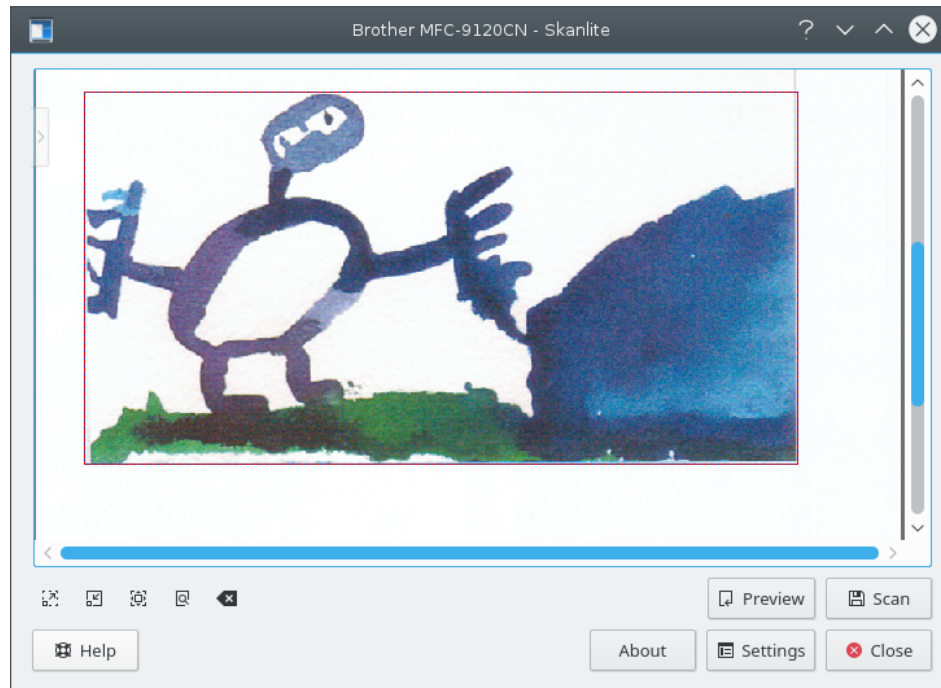 Brother MFC-9120CN - Skanlite
Preview
Scan
Help
About
Settings
Close